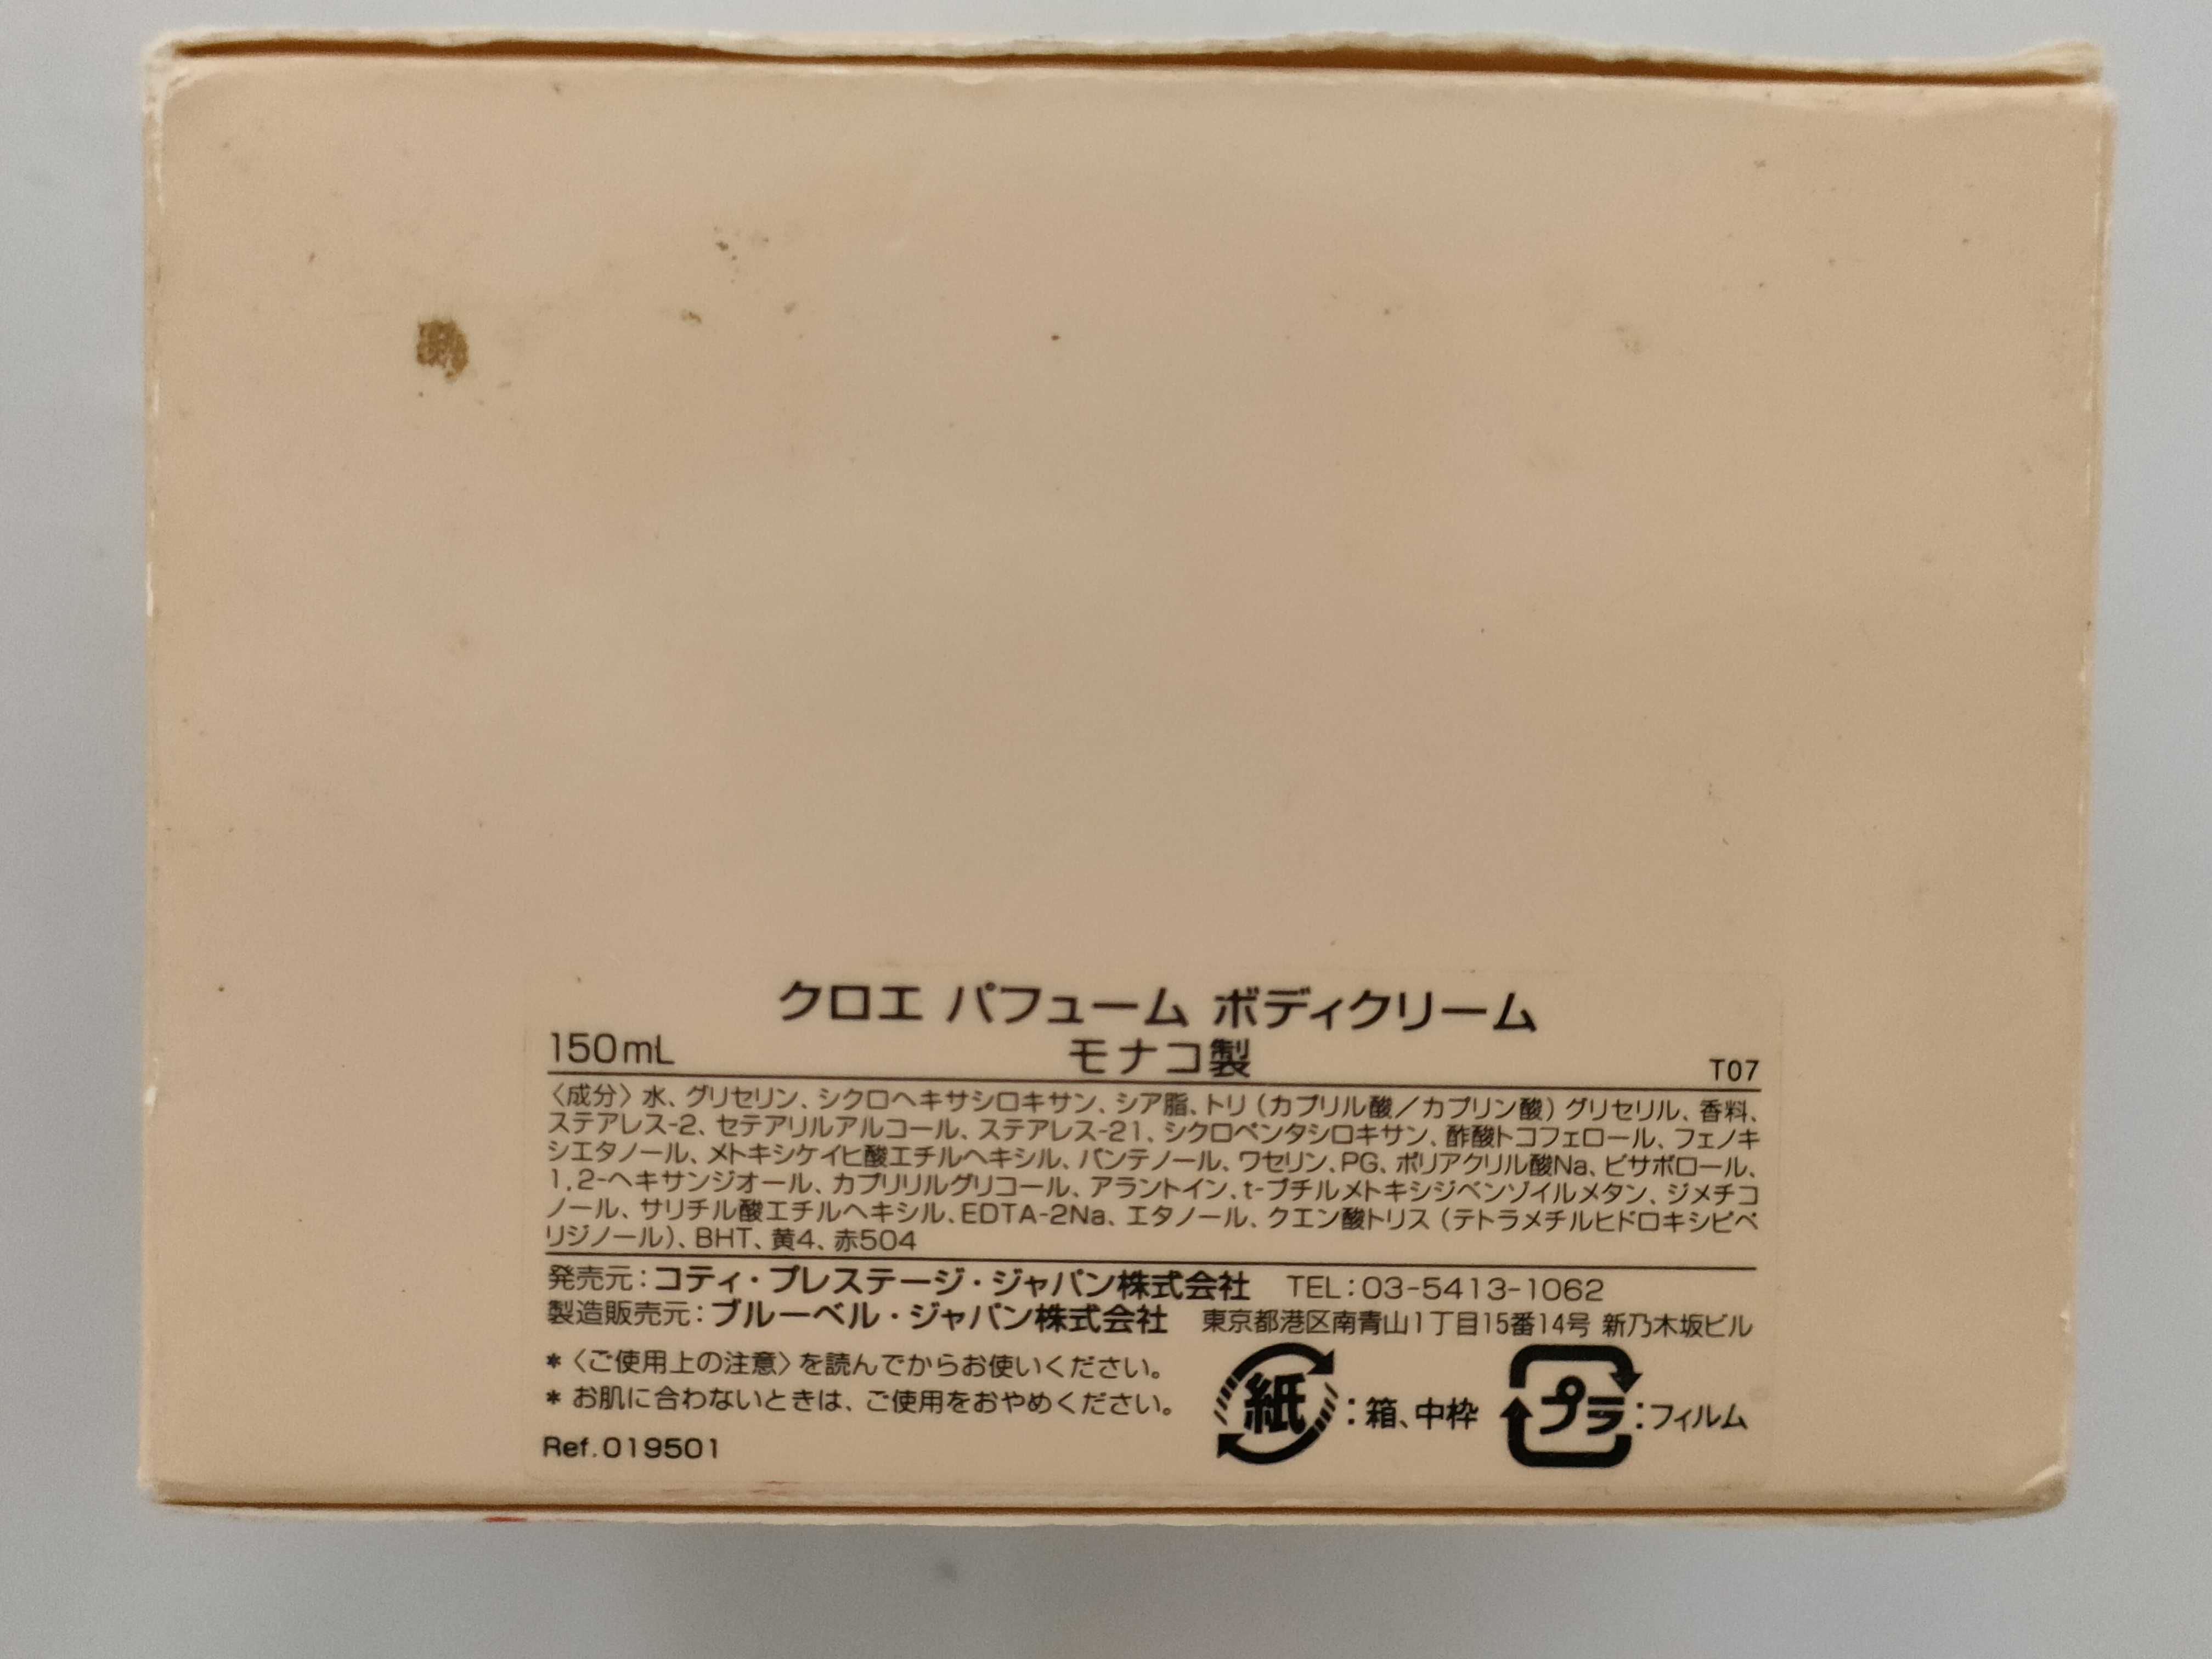 クロエ パフューム ボディクリーム
150mL
モナコ製
T07
〈成分〉水、グリセリン、シクロヘキサシロキサン、シア脂、トリ（カプリル酸／カプリン酸）グリセリル、香料、
ステアレス-2、セテアリルアルコール、ステアレス-21、シクロペンタシロキサン、酢酸トコフェロール、フェノキ
シエタノール、メトキシケイヒ酸エチルヘキシル、パンテノール、ワセリン、PG、ポリアクリル酸Na、ビサボロール、
1,2-ヘキサンジオール、カプリリルグリコール、アラントイン、t-ブチルメトキシジベンゾイルメタン、ジメチコ
ノール、サリチル酸エチルヘキシル、EDTA-2Na、エタノール、クエン酸トリス（テトラメチルヒドロキシピペ
リジノール）、BHT、黄4、赤504
発売元：コティ・プレステージ・ジャパン株式会社 TEL：03-5413-1062
製造販売元：ブルーベル・ジャパン株式会社 東京都港区南青山1丁目15番14号 新乃木坂ビル
＊〈ご使用上の注意〉を読んでからお使いください。
＊お肌に合わないときは、ご使用をおやめください。
紙：箱、中枠 プラ：フィルム
Ref.019501